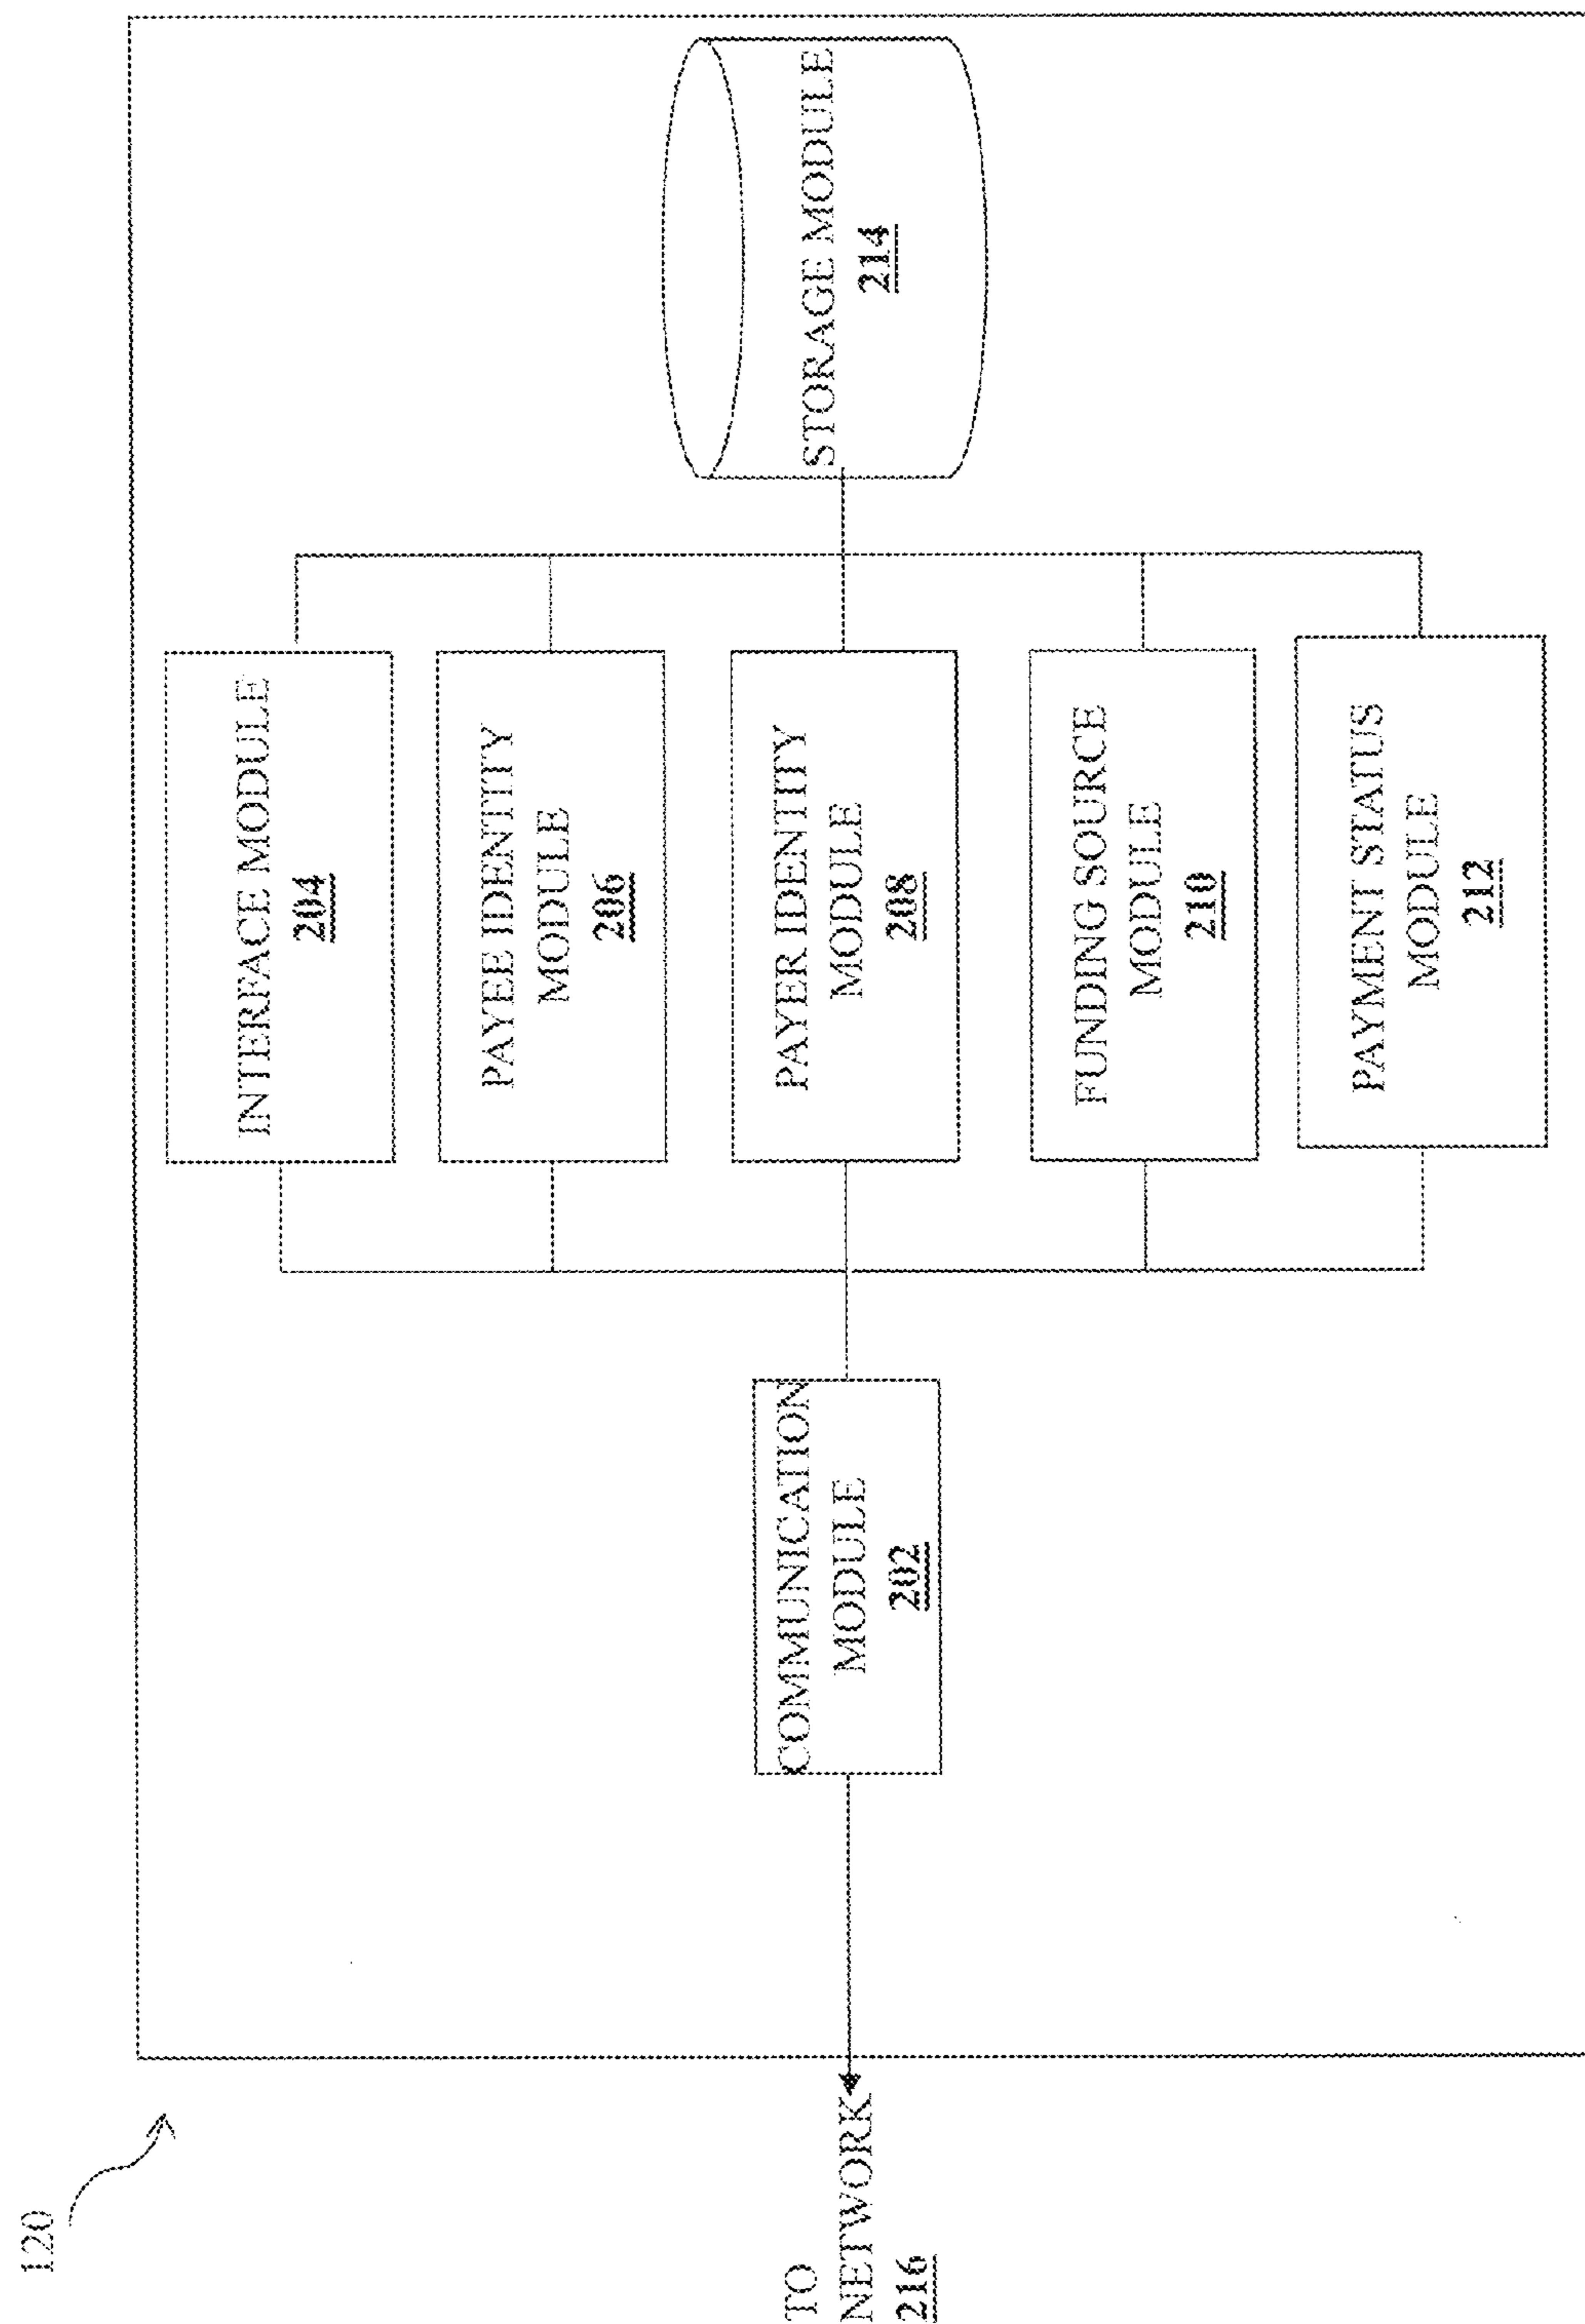 120
TO
NETWORK
216
COMMUNICATION
MODULE
202
INTERFACE MODULE
204
PAYEE IDENTITY
MODULE
206
PAYER IDENTITY
MODULE
208
FUNDING SOURCE
MODULE
210
PAYMENT STATUS
MODULE
212
STORAGE MODULE
214